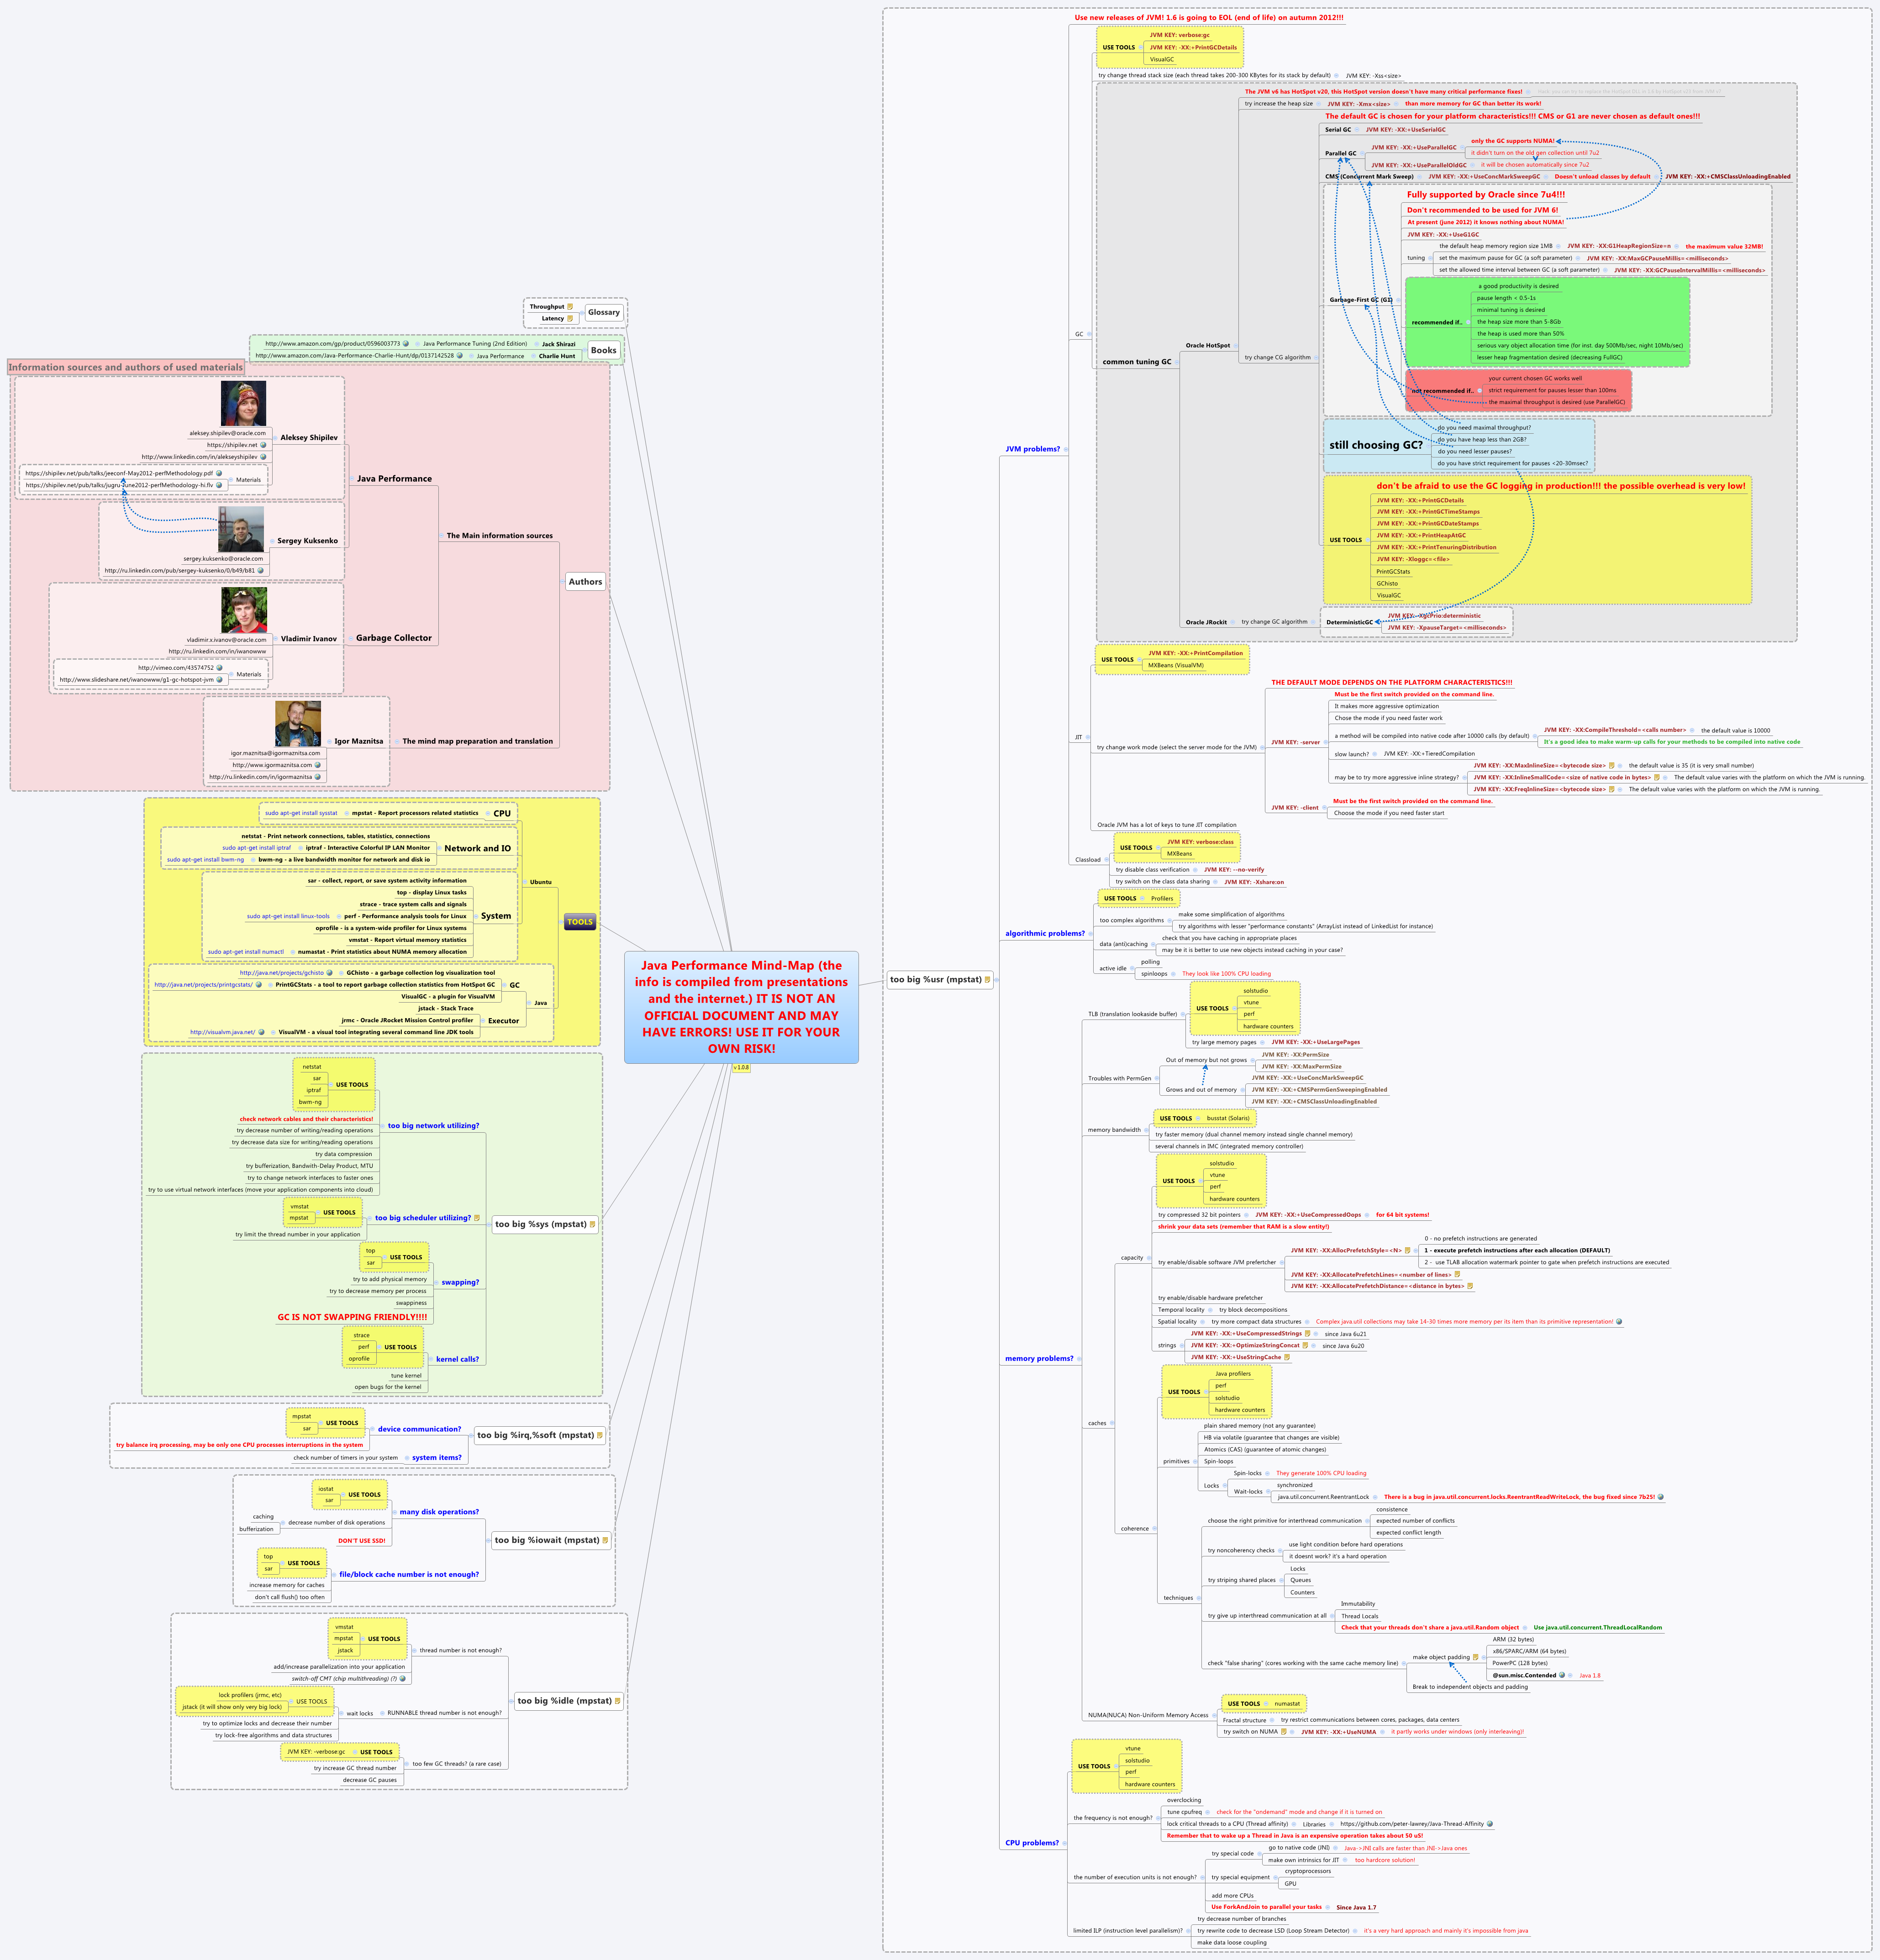 Java Performance Mind-Map (the
info is compiled from presentations
and the internet.) IT IS NOT AN
OFFICIAL DOCUMENT AND MAY
HAVE ERRORS! USE IT FOR YOUR
OWN RISK!
v 1.0.8
Glossary
Throughput
Latency
Books
Jack Shirazi
Java Performance Tuning (2nd Edition)
http://www.amazon.com/gp/product/0596003773
Charlie Hunt
Java Performance
http://www.amazon.com/Java-Performance-Charlie-Hunt/dp/0137142528
Information sources and authors of used materials
Authors
The Main information sources
Java Performance
Aleksey Shipilev
aleksey.shipilev@oracle.com
https://shipilev.net
http://www.linkedin.com/in/alekseyshipilev
Materials
https://shipilev.net/pub/talks/jeeconf-May2012-perfMethodology.pdf
https://shipilev.net/pub/talks/jugru-June2012-perfMethodology-hi.flv
Sergey Kuksenko
sergey.kuksenko@oracle.com
http://ru.linkedin.com/pub/sergey-kuksenko/0/b49/b81
Garbage Collector
Vladimir Ivanov
vladimir.x.ivanov@oracle.com
http://ru.linkedin.com/in/iwanowww
Materials
http://vimeo.com/43574752
http://www.slideshare.net/iwanowww/g1-gc-hotspot-jvm
The mind map preparation and translation
Igor Maznitsa
igor.maznitsa@igormaznitsa.com
http://www.igormaznitsa.com
http://ru.linkedin.com/in/igormaznitsa
TOOLS
Ubuntu
CPU
mpstat - Report processors related statistics
sudo apt-get install sysstat
Network and IO
netstat - Print network connections, tables, statistics, connections
iptraf - Interactive Colorful IP LAN Monitor
sudo apt-get install iptraf
bwm-ng - a live bandwidth monitor for network and disk io
sudo apt-get install bwm-ng
System
sar - collect, report, or save system activity information
top - display Linux tasks
strace - trace system calls and signals
perf - Performance analysis tools for Linux
sudo apt-get install linux-tools
oprofile - is a system-wide profiler for Linux systems
vmstat - Report virtual memory statistics
numastat - Print statistics about NUMA memory allocation
sudo apt-get install numactl
Java
GC
GChisto - a garbage collection log visualization tool
http://java.net/projects/gchisto
PrintGCStats - a tool to report garbage collection statistics from HotSpot GC
http://java.net/projects/printgcstats/
VisualGC - a plugin for VisualVM
Executor
jstack - Stack Trace
jrmc - Oracle JRocket Mission Control profiler
VisualVM - a visual tool integrating several command line JDK tools
http://visualvm.java.net/
too big %sys (mpstat)
too big network utilizing?
USE TOOLS
netstat
sar
iptraf
bwm-ng
check network cables and their characteristics!
try decrease number of writing/reading operations
try decrease data size for writing/reading operations
try data compression
try bufferization, Bandwith-Delay Product, MTU
try to change network interfaces to faster ones
try to use virtual network interfaces (move your application components into cloud)
too big scheduler utilizing?
USE TOOLS
vmstat
mpstat
try limit the thread number in your application
swapping?
USE TOOLS
top
sar
try to add physical memory
try to decrease memory per process
swappiness
GC IS NOT SWAPPING FRIENDLY!!!!
kernel calls?
USE TOOLS
strace
perf
oprofile
tune kernel
open bugs for the kernel
too big %irq,%soft (mpstat)
device communication?
USE TOOLS
mpstat
sar
try balance irq processing, may be only one CPU processes interruptions in the system
system items?
check number of timers in your system
too big %iowait (mpstat)
many disk operations?
USE TOOLS
iostat
sar
decrease number of disk operations
caching
bufferization
DON'T USE SSD!
file/block cache number is not enough?
USE TOOLS
top
sar
increase memory for caches
don't call flush() too often
too big %idle (mpstat)
thread number is not enough?
USE TOOLS
vmstat
mpstat
jstack
add/increase parallelization into your application
switch-off CMT (chip multithreading) (?)
RUNNABLE thread number is not enough?
wait locks
USE TOOLS
lock profilers (jrmc, etc)
jstack (it will show only very big lock)
try to optimize locks and decrease their number
try lock-free algorithms and data structures
too few GC threads? (a rare case)
USE TOOLS
JVM KEY: -verbose:gc
try increase GC thread number
decrease GC pauses
too big %usr (mpstat)
JVM problems?
Use new releases of JVM! 1.6 is going to EOL (end of life) on autumn 2012!!!
GC
USE TOOLS
JVM KEY: verbose:gc
JVM KEY: -XX:+PrintGCDetails
VisualGC
try change thread stack size (each thread takes 200-300 KBytes for its stack by default)
JVM KEY: -Xss<size>
common tuning GC
Oracle HotSpot
The JVM v6 has HotSpot v20, this HotSpot version doesn't have many critical performance fixes!
try increase the heap size
JVM KEY: -Xmx<size>
than more memory for GC than better its work!
try change CG algorithm
The default GC is chosen for your platform characteristics!!! CMS or G1 are never chosen as default ones!!!
Serial GC
JVM KEY: -XX:+UseSerialGC
Parallel GC
JVM KEY: -XX:+UseParallelGC
only the GC supports NUMA!
it didn't turn on the old gen collection until 7u2
JVM KEY: -XX:+UseParallelOldGC
it will be chosen automatically since 7u2
CMS (Concurrent Mark Sweep)
JVM KEY: -XX:+UseConcMarkSweepGC
Doesn't unload classes by default
JVM KEY: -XX:+CMSClassUnloadingEnabled
Garbage-First GC (G1)
Fully supported by Oracle since 7u4!!!
Don't recommended to be used for JVM 6!
At present (june 2012) it knows nothing about NUMA!
JVM KEY: -XX:+UseG1GC
tuning
the default heap memory region size 1MB
JVM KEY: -XX:G1HeapRegionSize=n
the maximum value 32MB!
set the maximum pause for GC (a soft parameter)
JVM KEY: -XX:MaxGCPauseMillis=<milliseconds>
set the allowed time interval between GC (a soft parameter)
JVM KEY: -XX:GCPauseIntervalMillis=<milliseconds>
recommended if..
a good productivity is desired
pause length < 0.5-1s
minimal tuning is desired
the heap size more than 5-8Gb
the heap is used more than 50%
serious vary object allocation time (for inst. day 500Mb/sec, night 10Mb/sec)
lesser heap fragmentation desired (decreasing FullGC)
not recommended if..
your current chosen GC works well
strict requirement for pauses lesser than 100ms
the maximal throughput is desired (use ParallelGC)
still choosing GC?
do you need maximal throughput?
do you have heap less than 2GB?
do you need lesser pauses?
do you have strict requirement for pauses <20-30msec?
USE TOOLS
don't be afraid to use the GC logging in production!!! the possible overhead is very low!
JVM KEY: -XX:+PrintGCDetails
JVM KEY: -XX:+PrintGCTimeStamps
JVM KEY: -XX:+PrintGCDateStamps
JVM KEY: -XX:+PrintHeapAtGC
JVM KEY: -XX:+PrintTenuringDistribution
JVM KEY: -Xloggc=<file>
PrintGCStats
GChisto
VisualGC
Oracle JRockit
try change GC algorithm
DeterministicGC
JVM KEY: -XgcPrio:deterministic
JVM KEY: -XpauseTarget=<milliseconds>
JIT
USE TOOLS
JVM KEY: -XX:+PrintCompilation
MXBeans (VisualVM)
try change work mode (select the server mode for the JVM)
THE DEFAULT MODE DEPENDS ON THE PLATFORM CHARACTERISTICS!!!
JVM KEY: -server
Must be the first switch provided on the command line.
It makes more aggressive optimization
Chose the mode if you need faster work
a method will be compiled into native code after 10000 calls (by default)
JVM KEY: -XX:CompileThreshold=<calls number>
the default value is 10000
It's a good idea to make warm-up calls for your methods to be compiled into native code
slow launch?
JVM KEY: -XX:+TieredCompilation
may be to try more aggressive inline strategy?
JVM KEY: -XX:MaxInlineSize=<bytecode size>
the default value is 35 (it is very small number)
JVM KEY: -XX:InlineSmallCode=<size of native code in bytes>
The default value varies with the platform on which the JVM is running.
JVM KEY: -XX:FreqInlineSize=<bytecode size>
The default value varies with the platform on which the JVM is running.
JVM KEY: -client
Must be the first switch provided on the command line.
Choose the mode if you need faster start
Oracle JVM has a lot of keys to tune JIT compilation
Classload
USE TOOLS
JVM KEY: verbose:class
MXBeans
try disable class verification
JVM KEY: --no-verify
try switch on the class data sharing
JVM KEY: -Xshare:on
algorithmic problems?
USE TOOLS
Profilers
too complex algorithms
make some simplification of algorithms
try algorithms with lesser "performance constants" (ArrayList instead of LinkedList for instance)
data (anti)caching
check that you have caching in appropriate places
may be it is better to use new objects instead caching in your case?
active idle
polling
spinloops
They look like 100% CPU loading
memory problems?
TLB (translation lookaside buffer)
USE TOOLS
solstudio
vtune
perf
hardware counters
try large memory pages
JVM KEY: -XX:+UseLargePages
Troubles with PermGen
Out of memory but not grows
JVM KEY: -XX:PermSize
JVM KEY: -XX:MaxPermSize
Grows and out of memory
JVM KEY: -XX:+UseConcMarkSweepGC
JVM KEY: -XX:+CMSPermGenSweepingEnabled
JVM KEY: -XX:+CMSClassUnloadingEnabled
memory bandwidth
USE TOOLS
busstat (Solaris)
try faster memory (dual channel memory instead single channel memory)
several channels in IMC (integrated memory controller)
caches
capacity
USE TOOLS
solstudio
vtune
perf
hardware counters
try compressed 32 bit pointers
JVM KEY: -XX:+UseCompressedOops
for 64 bit systems!
shrink your data sets (remember that RAM is a slow entity!)
try enable/disable software JVM prefertcher
JVM KEY: -XX:AllocPrefetchStyle=<N>
0 - no prefetch instructions are generated
1 - execute prefetch instructions after each allocation (DEFAULT)
2 - use TLAB allocation watermark pointer to gate when prefetch instructions are executed
JVM KEY: -XX:AllocatePrefetchLines=<number of lines>
JVM KEY: -XX:AllocatePrefetchDistance=<distance in bytes>
try enable/disable hardware prefetcher
Temporal locality
try block decompositions
Spatial locality
try more compact data structures
Complex java.util collections may take 14-30 times more memory per its item than its primitive representation!
strings
JVM KEY: -XX:+UseCompressedStrings
since Java 6u21
JVM KEY: -XX:+OptimizeStringConcat
since Java 6u20
JVM KEY: -XX:+UseStringCache
coherence
USE TOOLS
Java profilers
perf
solstudio
hardware counters
primitives
plain shared memory (not any guarantee)
HB via volatile (guarantee that changes are visible)
Atomics (CAS) (guarantee of atomic changes)
Spin-loops
Locks
Spin-locks
They generate 100% CPU loading
Wait-locks
synchronized
java.util.concurrent.ReentrantLock
There is a bug in java.util.concurrent.locks.ReentrantReadWriteLock, the bug fixed since 7b25!
techniques
choose the right primitive for interthread communication
consistence
expected number of conflicts
expected conflict length
try noncoherency checks
use light condition before hard operations
it doesnt work? it's a hard operation
try striping shared places
Locks
Queues
Counters
try give up interthread communication at all
Immutability
Thread Locals
Check that your threads don't share a java.util.Random object
Use java.util.concurrent.ThreadLocalRandom
check "false sharing" (cores working with the same cache memory line)
make object padding
ARM (32 bytes)
x86/SPARC/ARM (64 bytes)
PowerPC (128 bytes)
@sun.misc.Contended
Java 1.8
Break to independent objects and padding
NUMA(NUCA) Non-Uniform Memory Access
USE TOOLS
numastat
Fractal structure
try restrict communications between cores, packages, data centers
try switch on NUMA
JVM KEY: -XX:+UseNUMA
it partly works under windows (only interleaving)!
CPU problems?
USE TOOLS
vtune
solstudio
perf
hardware counters
the frequency is not enough?
overclocking
tune cpufreq
check for the "ondemand" mode and change if it is turned on
lock critical threads to a CPU (Thread affinity)
Libraries
https://github.com/peter-lawrey/Java-Thread-Affinity
Remember that to wake up a Thread in Java is an expensive operation takes about 50 uS!
the number of execution units is not enough?
try special code
go to native code (JNI)
Java->JNI calls are faster than JNI->Java ones
make own intrinsics for JIT
too hardcore solution!
try special equipment
cryptoprocessors
GPU
add more CPUs
Use ForkAndJoin to parallel your tasks
Since Java 1.7
limited ILP (instruction level parallelism)?
try decrease number of branches
try rewrite code to decrease LSD (Loop Stream Detector)
it's a very hard approach and mainly it's impossible from java
make data loose coupling